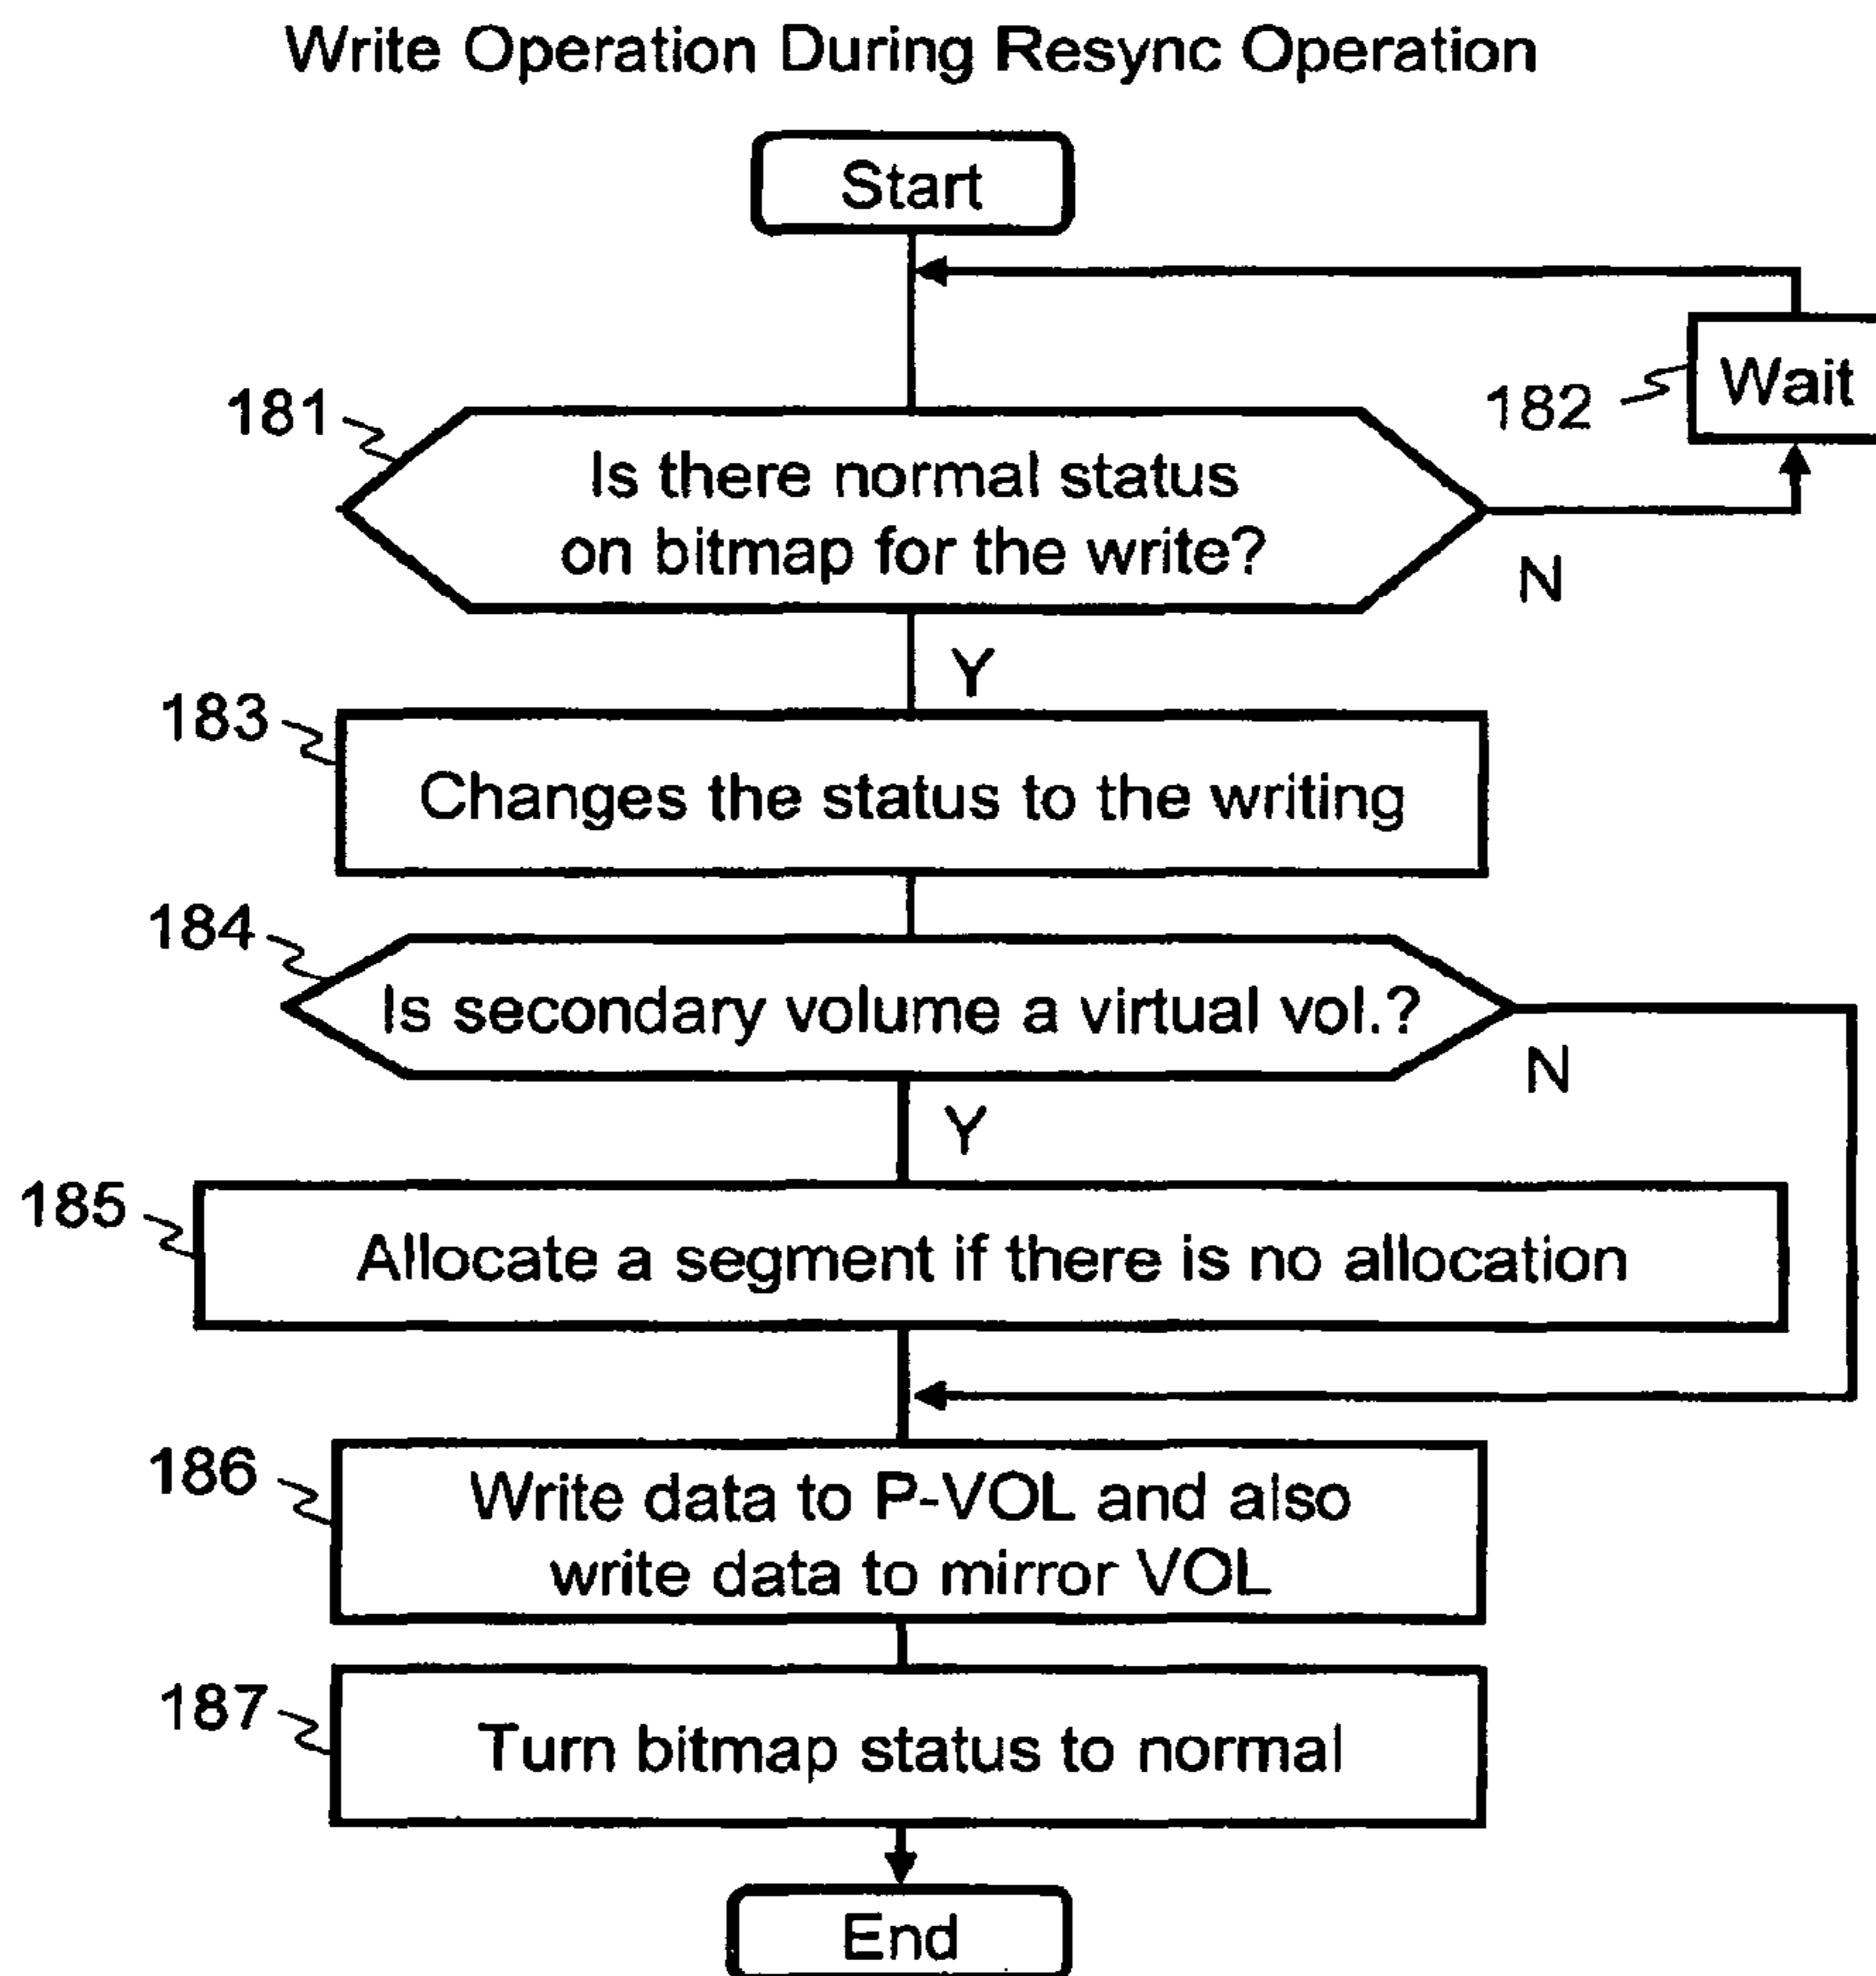 Write Operation During Resync Operation
Start
182
Wait
181
Is there normal status
on bitmap for the write?
N
Y
183
Changes the status to the writing
184
Is secondary volume a virtual vol.?
N
Y
185
Allocate a segment if there is no allocation
186
Write data to P-VOL and also
write data to mirror VOL
187
Turn bitmap status to normal
End